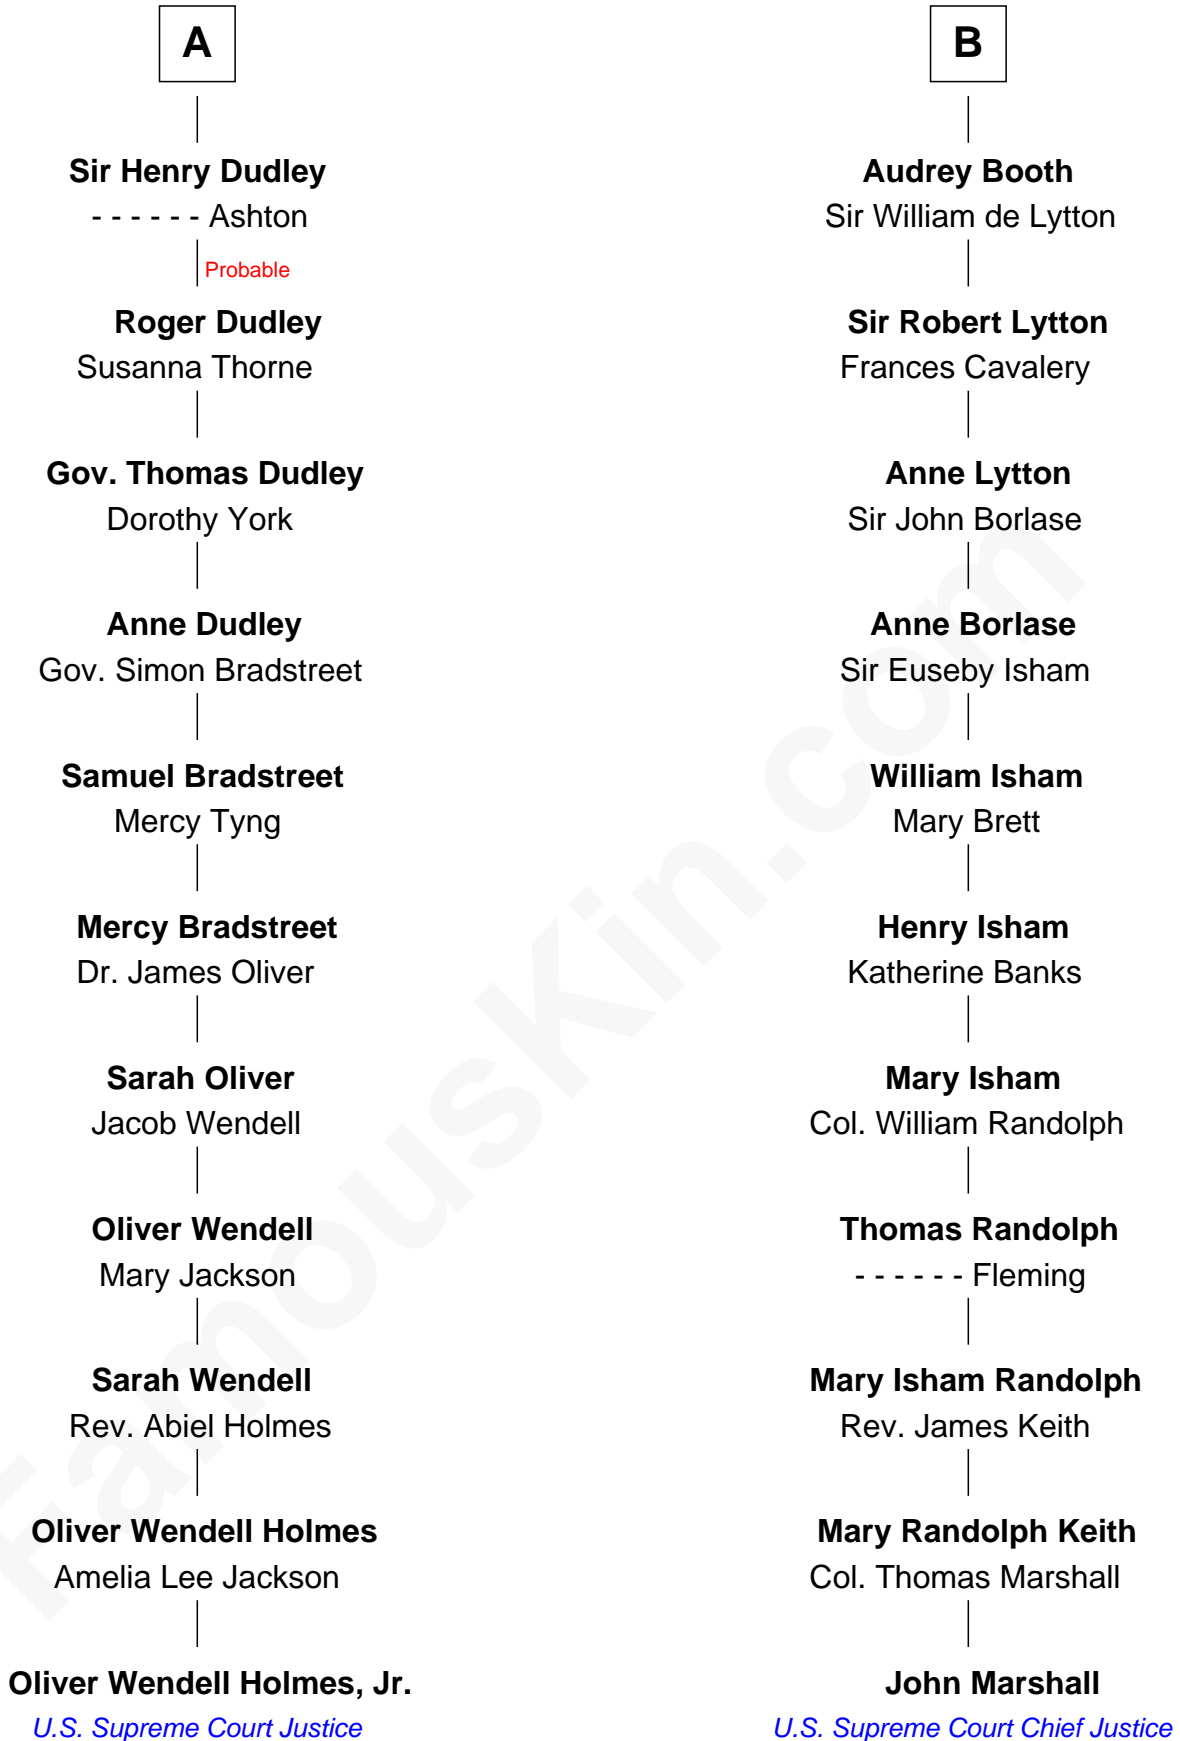 A
Sir Henry Dudley
- - - - - - Ashton
Probable
Roger Dudley
Susanna Thorne
Gov. Thomas Dudley
Dorothy York
Anne Dudley
Gov. Simon Bradstreet
Samuel Bradstreet
Mercy Tyng
Mercy Bradstreet
Dr. James Oliver
Sarah Oliver
Jacob Wendell
Oliver Wendell
Mary Jackson
Sarah Wendell
Rev. Abiel Holmes
Oliver Wendell Holmes
Amelia Lee Jackson
Oliver Wendell Holmes, Jr.
U.S. Supreme Court Justice
B
Audrey Booth
Sir William de Lytton
Sir Robert Lytton
Frances Cavalery
Anne Lytton
Sir John Borlase
Anne Borlase
Sir Euseby Isham
William Isham
Mary Brett
Henry Isham
Katherine Banks
Mary Isham
Col. William Randolph
Thomas Randolph
- - - - - - Fleming
Mary Isham Randolph
Rev. James Keith
Mary Randolph Keith
Col. Thomas Marshall
John Marshall
U.S. Supreme Court Chief Justice
FamousKin.com